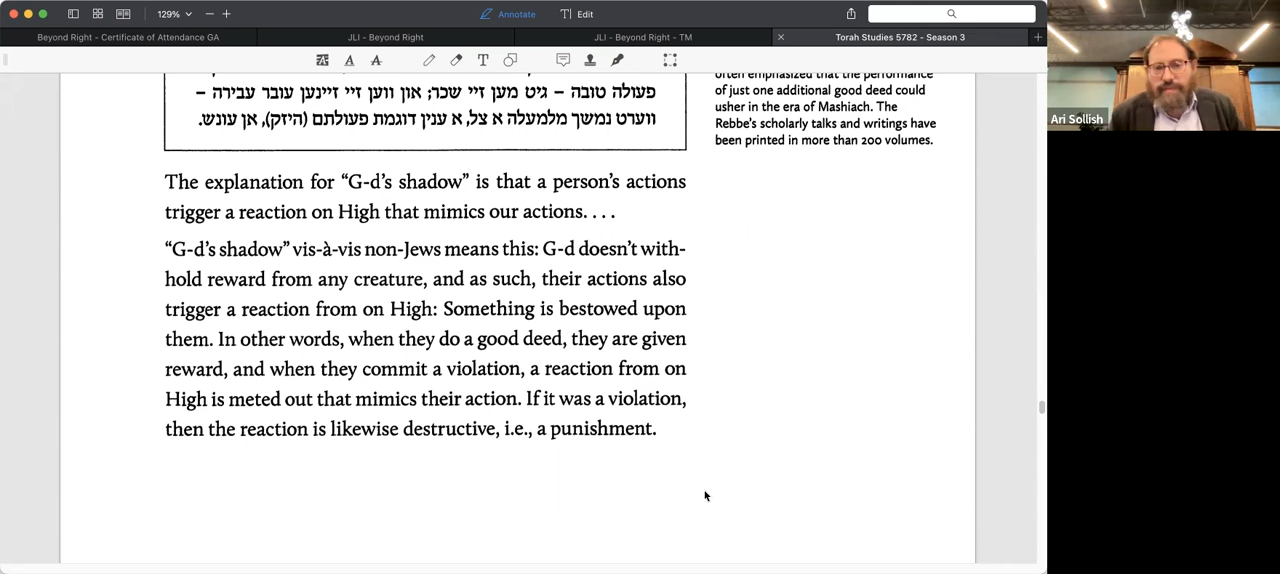 129%
Annotate
Edit
Beyond Right - Certificate of Attendance GA
JLI - Beyond Right
JLI - Beyond Right - TM
Torah Studies 5782 - Season 3
often emphasized that the performance
of just one additional good deed could
usher in the era of Mashiach. The
Rebbe's scholarly talks and writings have
been printed in more than 200 volumes.
פעולה טובה – גיט מען זיי שכר; און ווען זיי זיינען עובר עבירה –
ווערט נמשך מלמעלה א צל, א ענין דוגמת פעולתם (היזק), אן עונש.
The explanation for “G-d’s shadow” is that a person’s actions
trigger a reaction on High that mimics our actions. . . .
“G-d’s shadow” vis-à-vis non-Jews means this: G-d doesn’t with-
hold reward from any creature, and as such, their actions also
trigger a reaction from on High: Something is bestowed upon
them. In other words, when they do a good deed, they are given
reward, and when they commit a violation, a reaction from on
High is meted out that mimics their action. If it was a violation,
then the reaction is likewise destructive, i.e., a punishment.
Ari Sollish